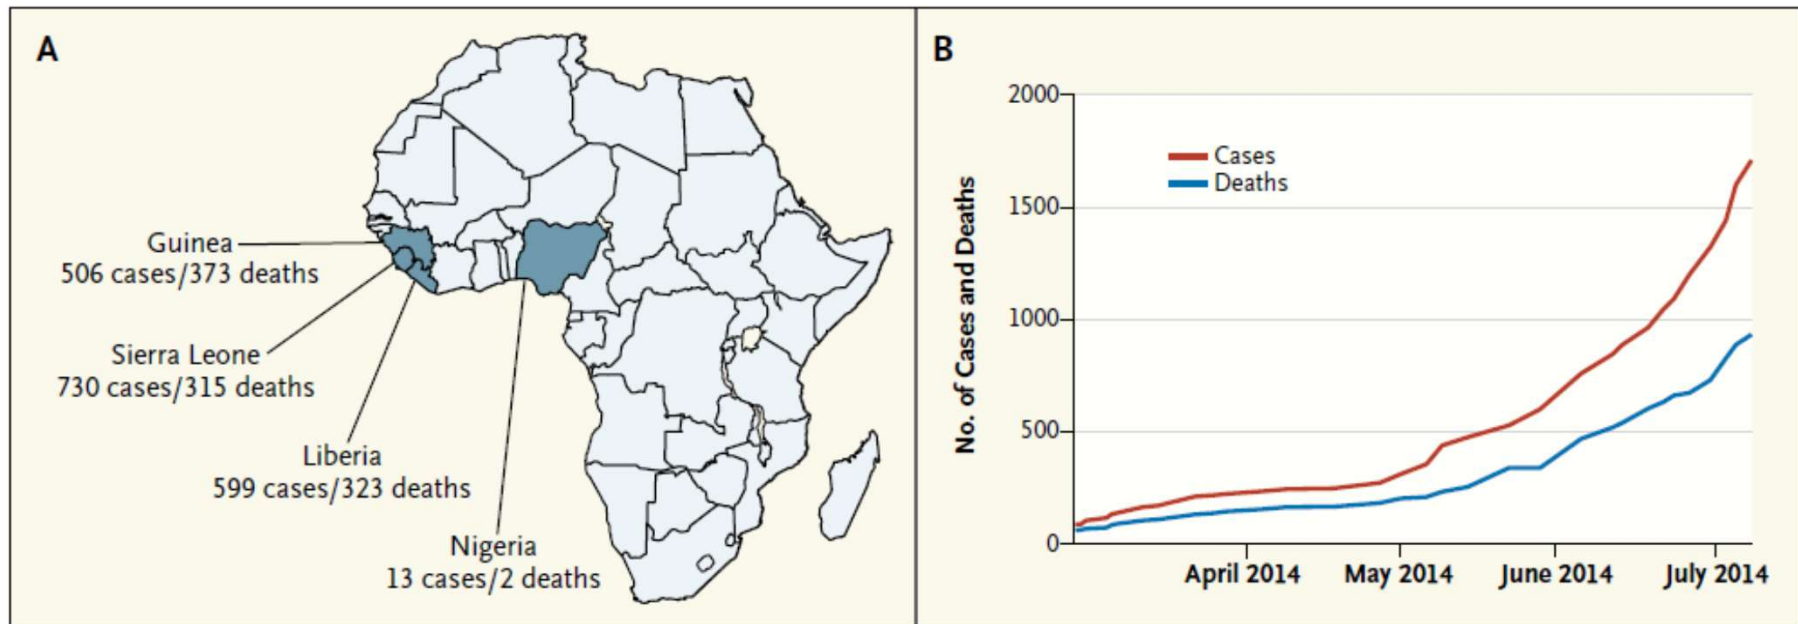 A
Guinea
506 cases/373 deaths
Sierra Leone
730 cases/315 deaths
Liberia
599 cases/323 deaths
Nigeria
13 cases/2 deaths
B
No. of Cases and Deaths
2000
1500
1000
500
0
Cases
Deaths
April 2014
May 2014
June 2014
July 2014